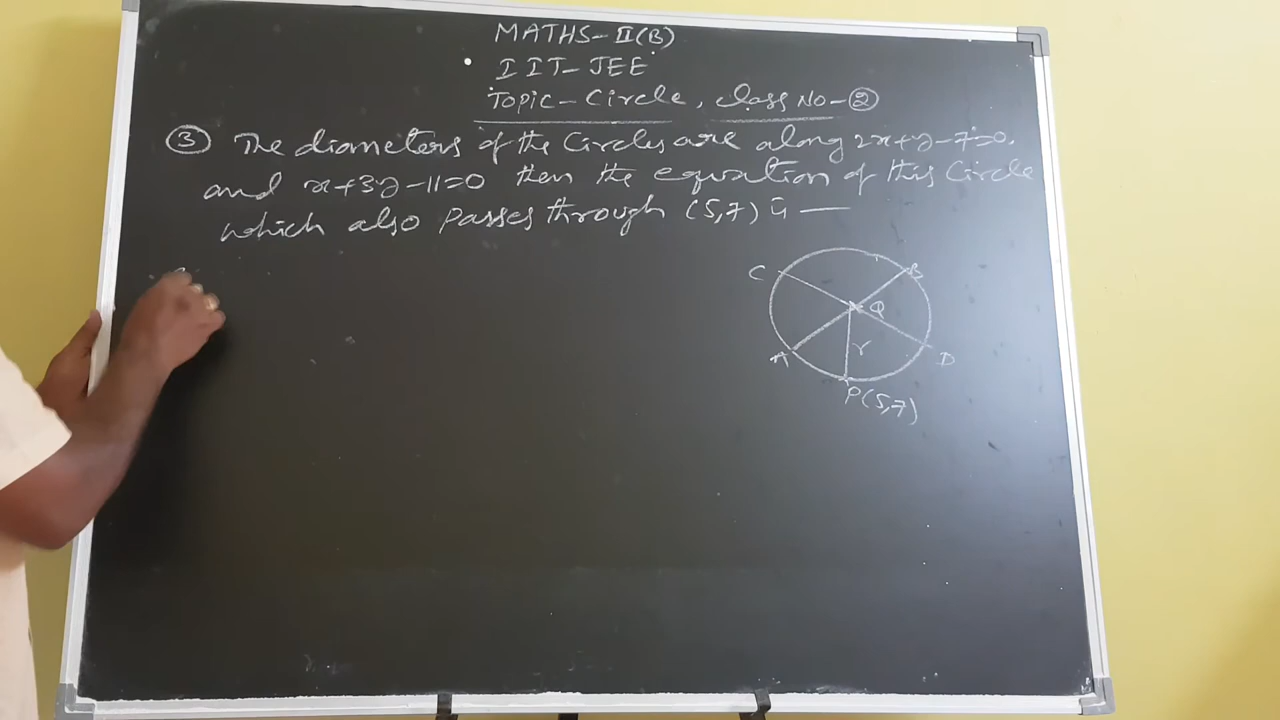 MATHS-II(B)
IIT-JEE
Topic-Circle, class No-②
③ The diameters of the Circles are along 2x+y-7=0.
and x+3y-11=0 then the equation of this Circle
which also passes through (5,7) is —
C
B
Q
A
r
D
P(5,7)